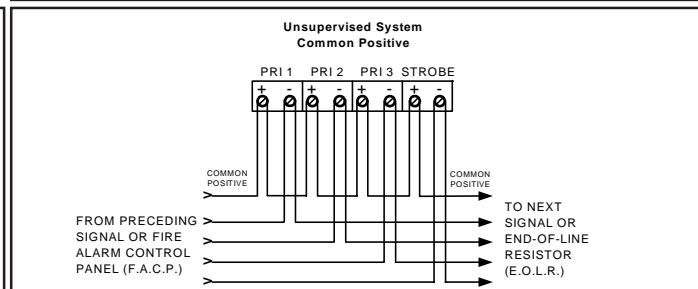 Unsupervised System
Common Positive
PRI 1 PRI 2 PRI 3 STROBE
+ - + - + - + -
COMMON
POSITIVE
COMMON
POSITIVE
FROM PRECEDING
SIGNAL OR FIRE
ALARM CONTROL
PANEL (F.A.C.P.)
TO NEXT
SIGNAL OR
END-OF-LINE
RESISTOR
(E.O.L.R.)